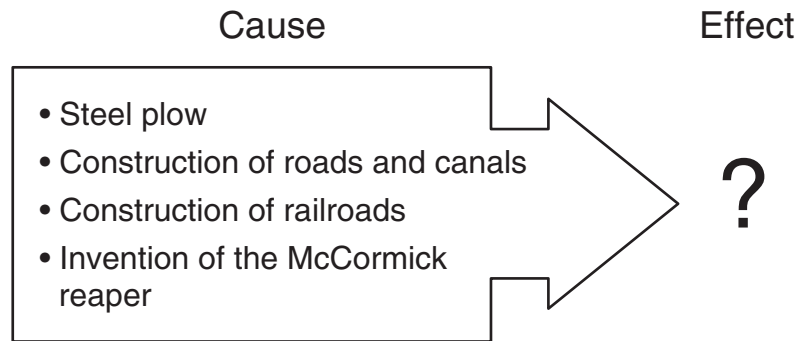 Cause
Effect
• Steel plow
• Construction of roads and canals
• Construction of railroads
• Invention of the McCormick
reaper
?